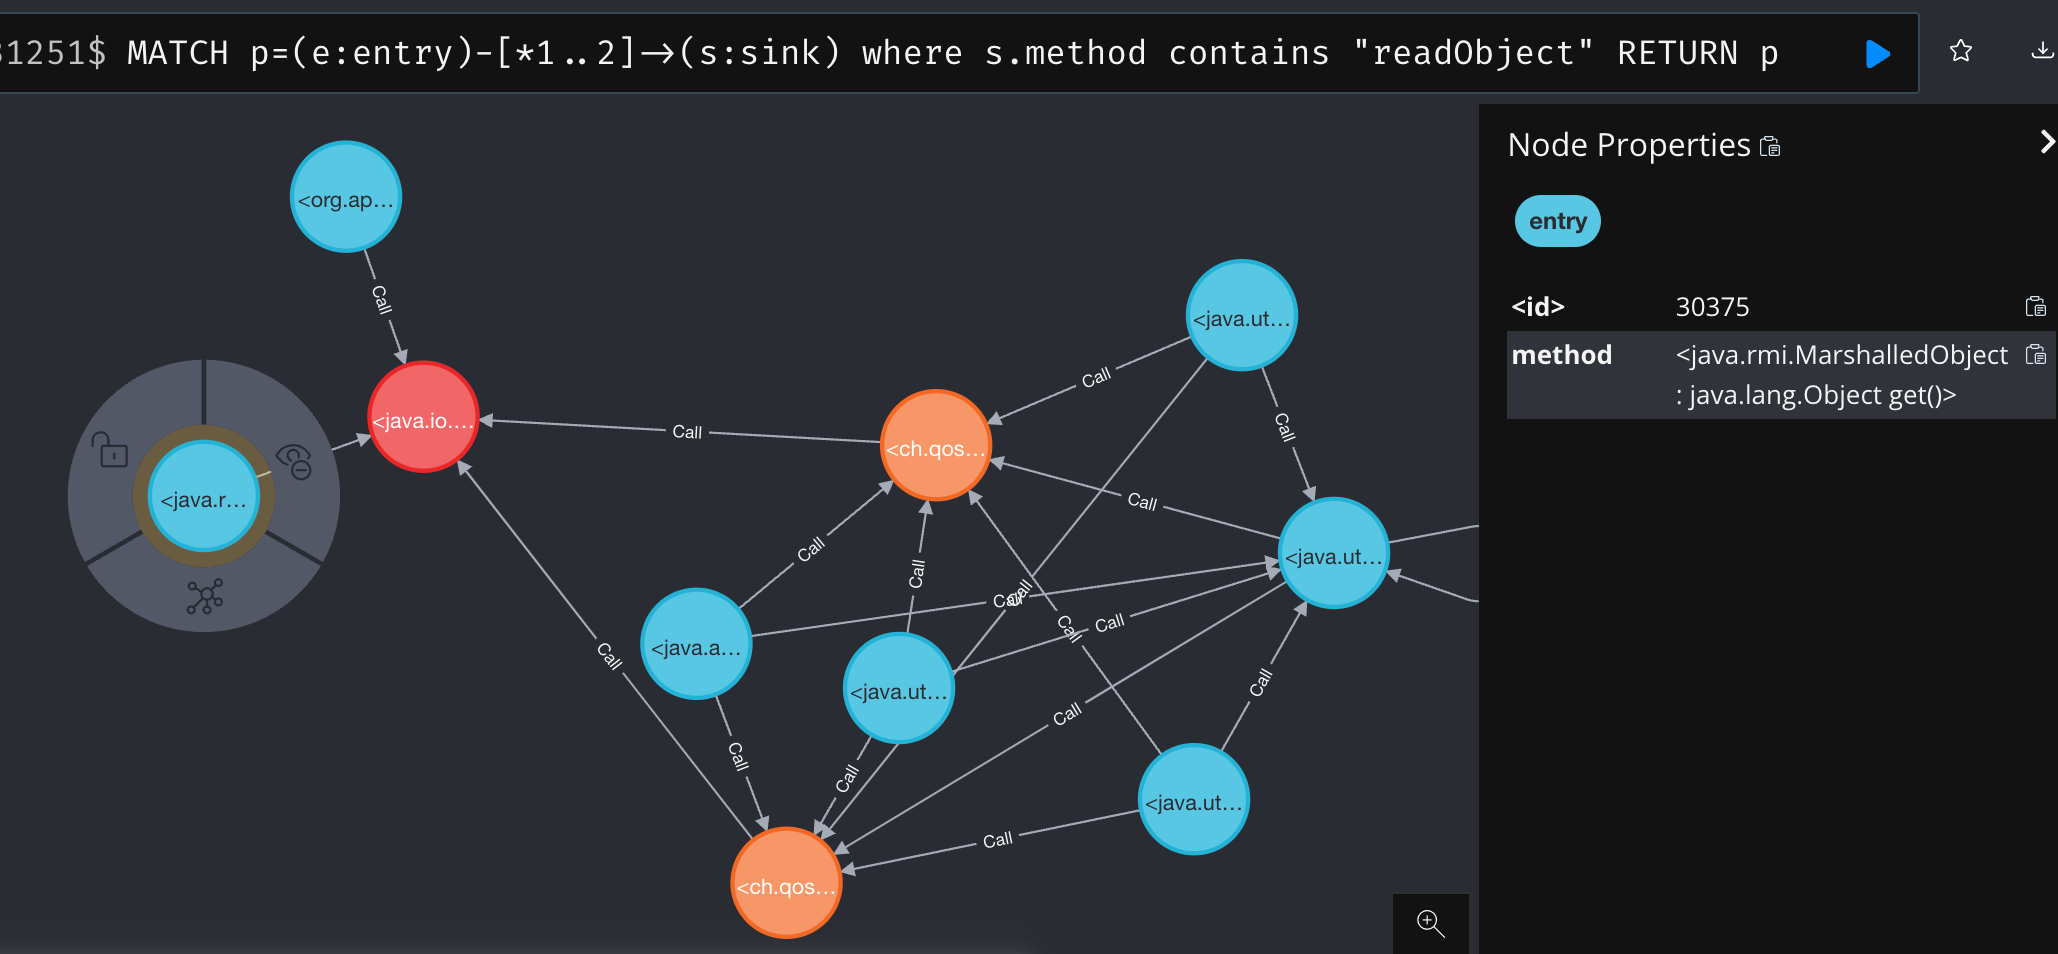 31251$ MATCH p=(e:entry)-[*1..2]->(s:sink) where s.method contains "readObject" RETURN p
Node Properties
entry
<id> 30375
method <java.rmi.MarshalledObject
: java.lang.Object get()>
<org.ap...
Call
<java.ut...
<java.io....
Call
Call
<ch.qos...
Call
<java.r...
Call
<java.ut...
Call
Call
Call
Call
Call
Call
Call
<java.a...
Call
<java.ut...
Call
Call
Call
Call
<java.ut...
Call
<ch.qos...